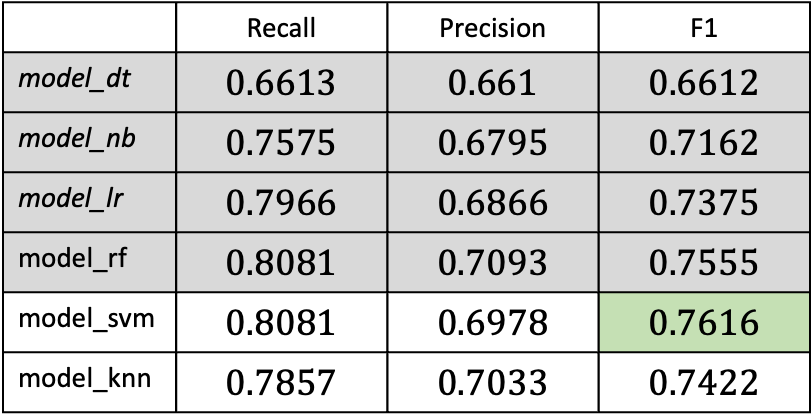 Recall Precision F1
model_dt 0.6613 0.661 0.6612
model_nb 0.7575 0.6795 0.7162
model_lr 0.7966 0.6866 0.7375
model_rf 0.8081 0.7093 0.7555
model_svm 0.8081 0.6978 0.7616
model_knn 0.7857 0.7033 0.7422